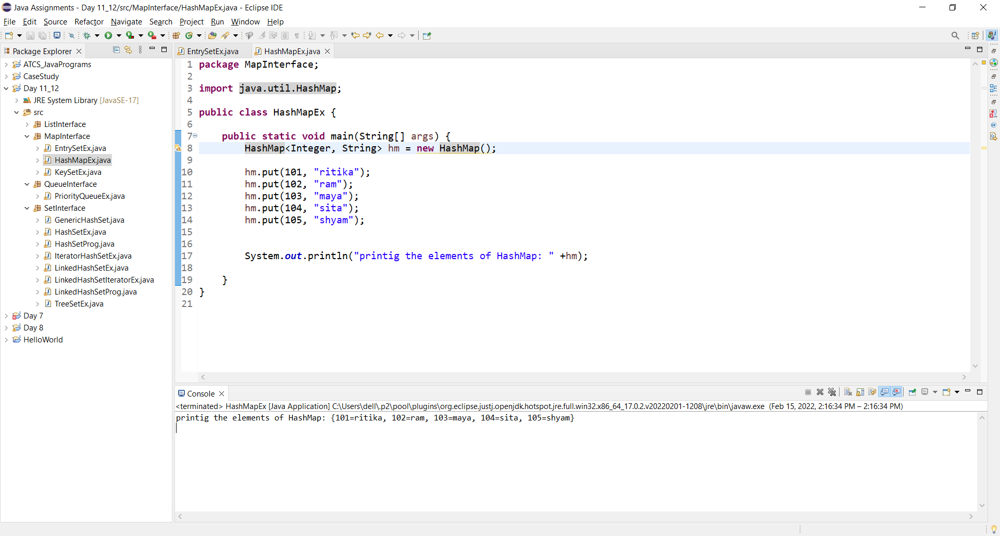 Java Assignments - Day 11_12/src/MapInterface/HashMapEx.java - Eclipse IDE
File Edit Source Refactor Navigate Search Project Run Window Help
Package Explorer
ATCS_JavaPrograms
CaseStudy
Day 11_12
JRE System Library [JavaSE-17]
src
ListInterface
MapInterface
EntrySetEx.java
HashMapEx.java
KeySetEx.java
QueueInterface
PriorityQueueEx.java
SetInterface
GenericHashSet.java
HashSetEx.java
HashSetProg.java
IteratorHashSetEx.java
LinkedHashSetEx.java
LinkedHashSetIteratorEx.java
LinkedHashSetProg.java
TreeSetEx.java
Day 7
Day 8
HelloWorld
EntrySetEx.java HashMapEx.java
1 package MapInterface;
2
3 import java.util.HashMap;
4
5 public class HashMapEx {
6
7 public static void main(String[] args) {
8 HashMap<Integer, String> hm = new HashMap();
9
10 hm.put(101, "ritika");
11 hm.put(102, "ram");
12 hm.put(103, "maya");
13 hm.put(104, "sita");
14 hm.put(105, "shyam");
15
16
17 System.out.println("printig the elements of HashMap: " +hm);
18
19 }
20 }
21
Console
<terminated> HashMapEx [Java Application] C:\Users\dell\.p2\pool\plugins\org.eclipse.justj.openjdk.hotspot.jre.full.win32.x86_64_17.0.2.v20220201-1208\jre\bin\javaw.exe (Feb 15, 2022, 2:16:34 PM – 2:16:34 PM)
printig the elements of HashMap: {101=ritika, 102=ram, 103=maya, 104=sita, 105=shyam}